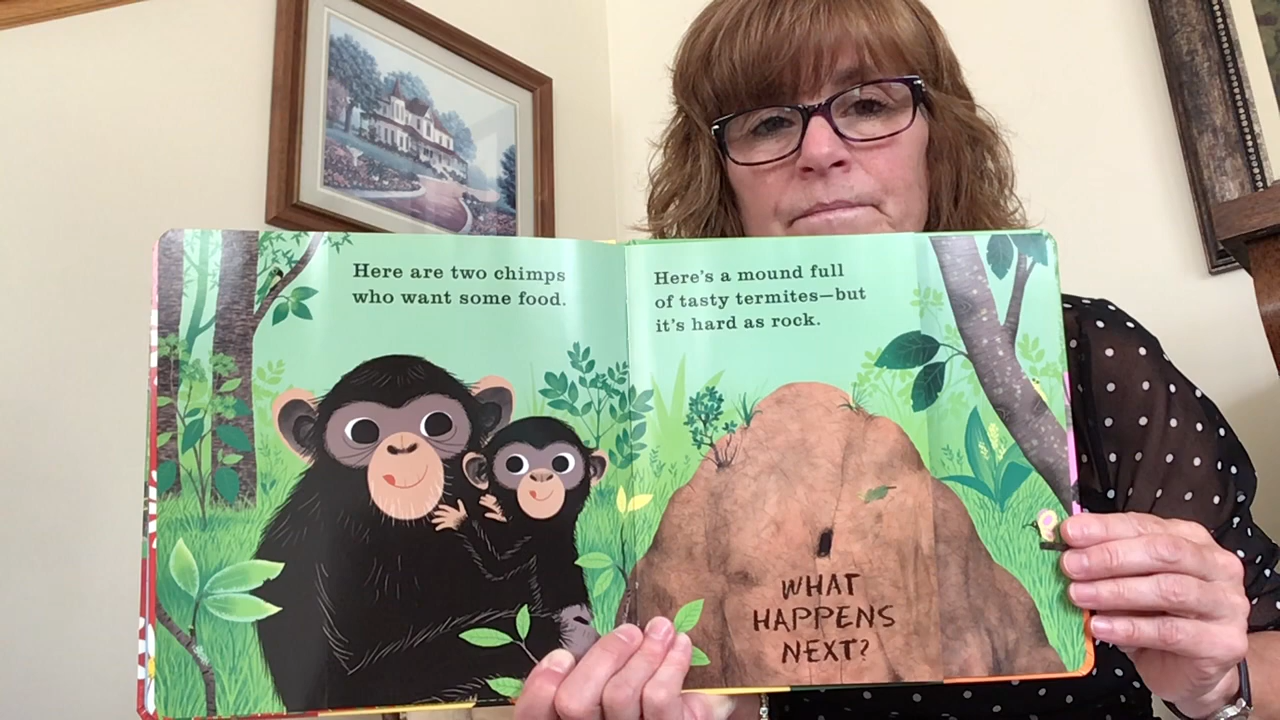 Here are two chimps
who want some food.
Here's a mound full
of tasty termites—but
it's hard as rock.
WHAT
HAPPENS
NEXT?